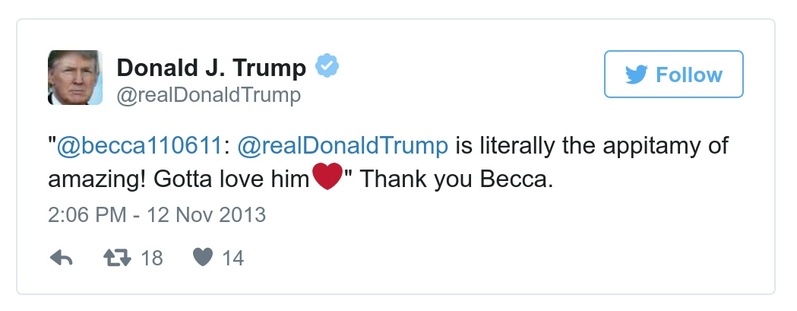 Donald J. Trump
@realDonaldTrump
Follow
"@becca110611: @realDonaldTrump is literally the appitamy of
amazing! Gotta love him❤" Thank you Becca.
2:06 PM - 12 Nov 2013
18 14